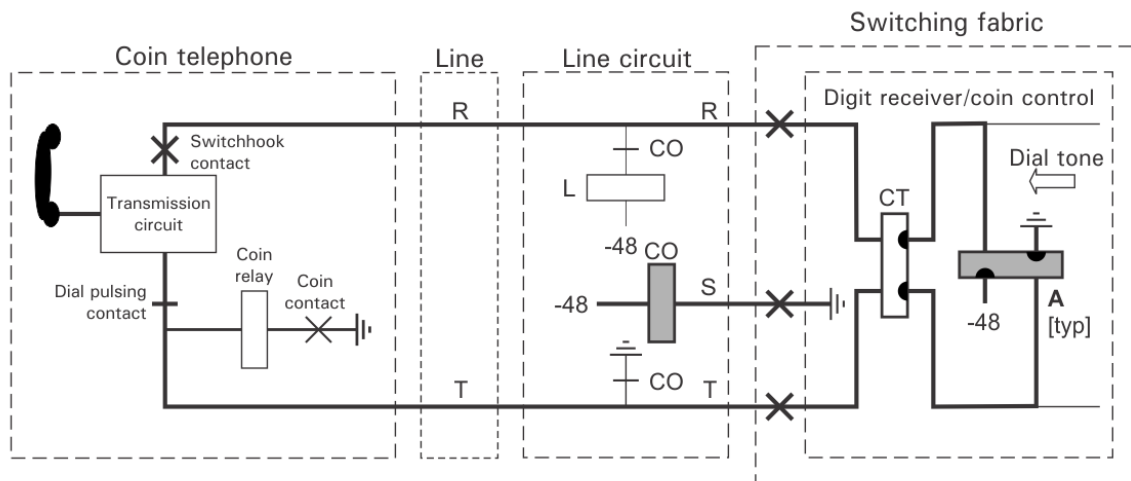 Switching fabric
Coin telephone
Line
Line circuit
Digit receiver/coin control
R
R
Switchhook
contact
CO
Dial tone
Transmission
circuit
L
CT
-48
CO
Coin
relay
Coin
contact
Dial pulsing
contact
-48
S
A
-48
[typ]
CO
T
T